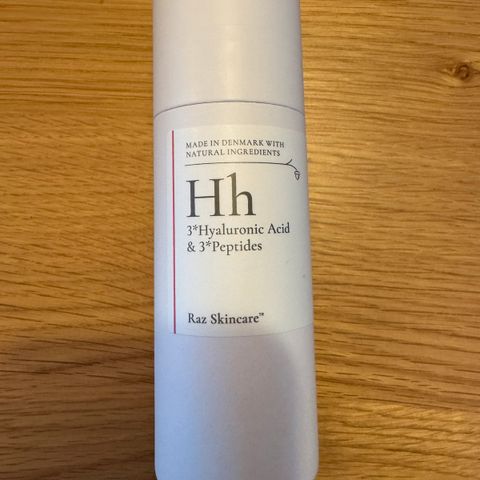 MADE IN DENMARK WITH
NATURAL INGREDIENTS
Hh
3*Hyaluronic Acid
& 3*Peptides
Raz Skincare™